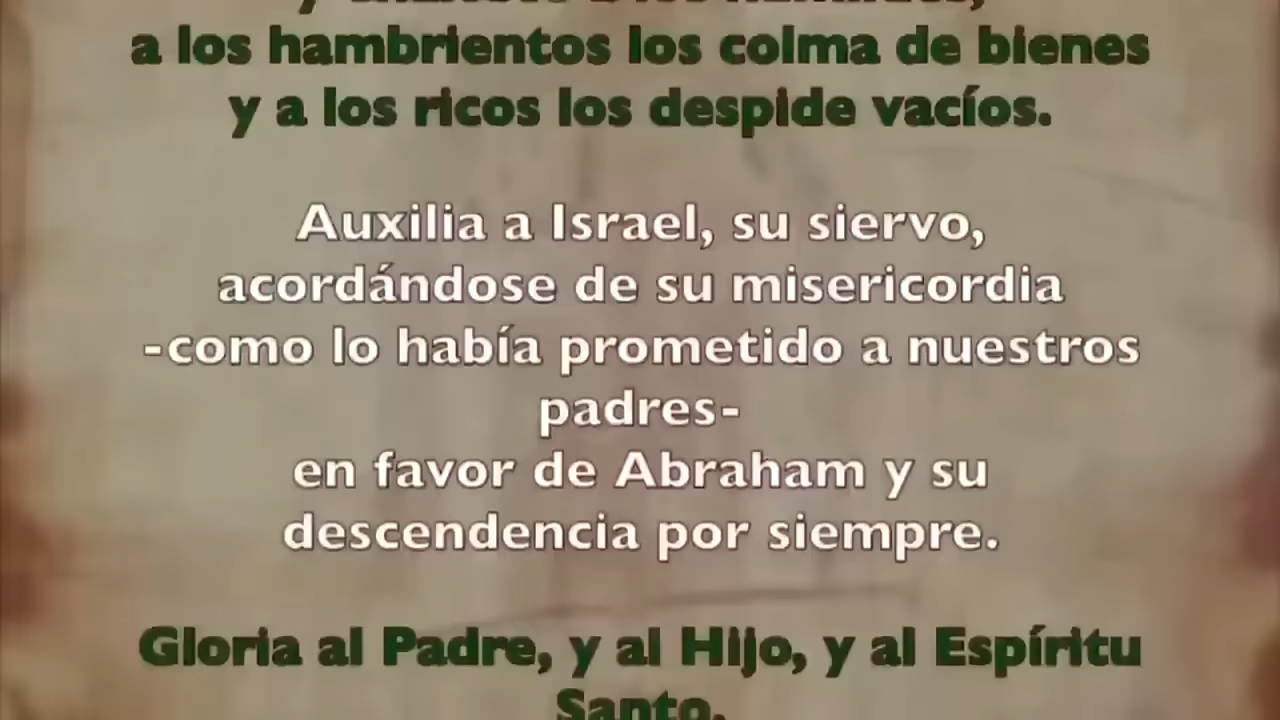 a los hambrientos los colma de bienes
y a los ricos los despide vacíos.
Auxilia a Israel, su siervo,
acordándose de su misericordia
-como lo había prometido a nuestros
padres-
en favor de Abraham y su
descendencia por siempre.
Gloria al Padre, y al Hijo, y al Espíritu
Santo.